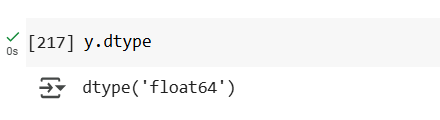 [217] y.dtype
0s
dtype('float64')